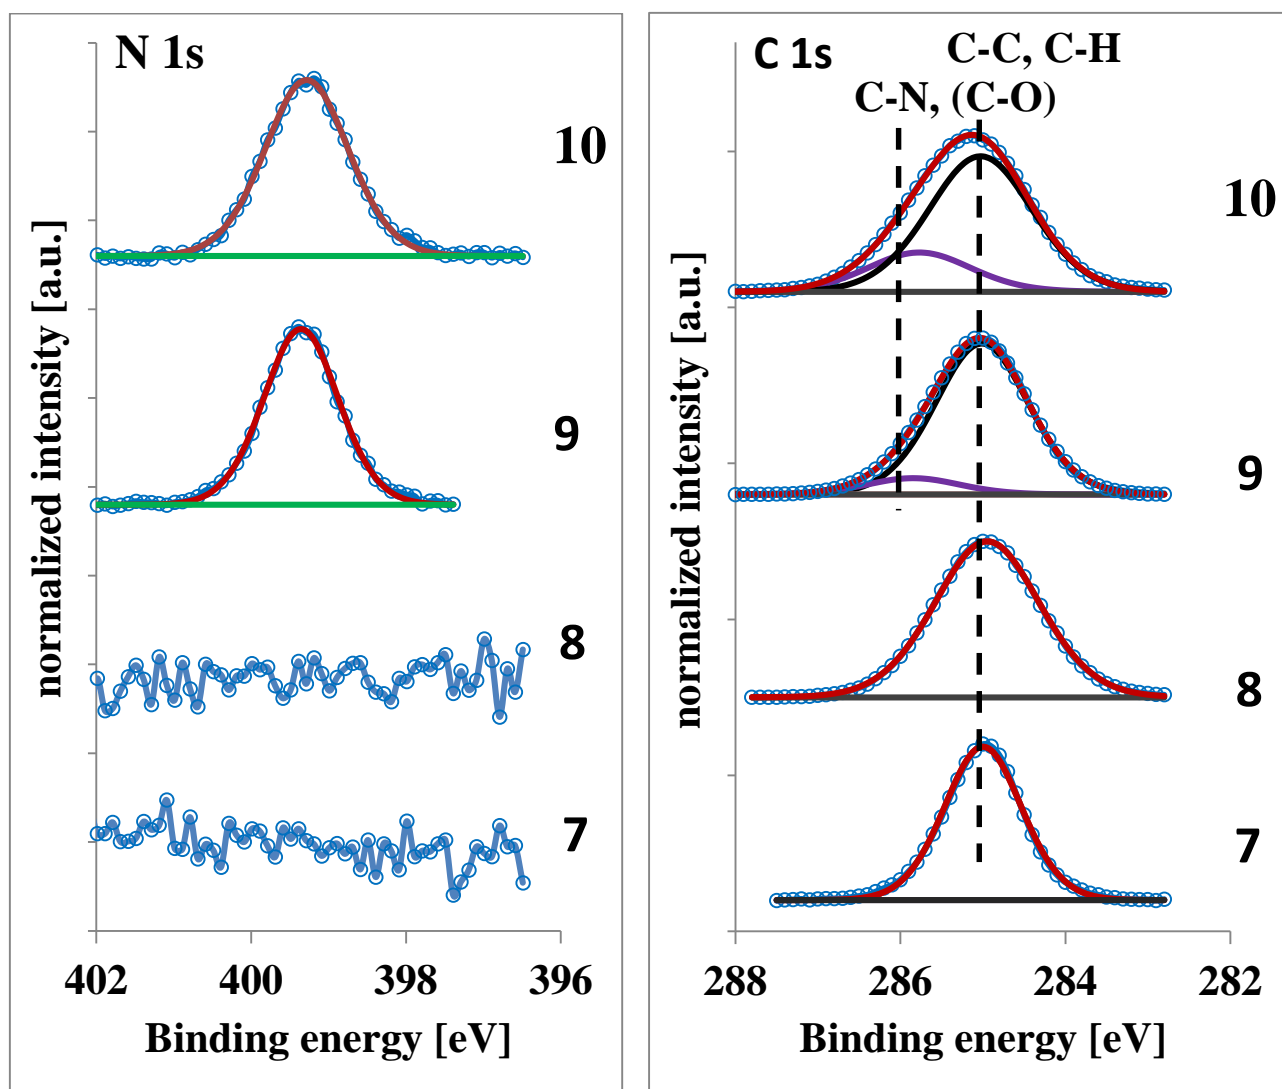 N 1s
10
9
8
7
normalized intensity [a.u.]
402 400 398 396
Binding energy [eV]
C 1s
C-C, C-H
C-N, (C-O)
10
9
8
7
normalized intensity [a.u.]
288 286 284 282
Binding energy [eV]